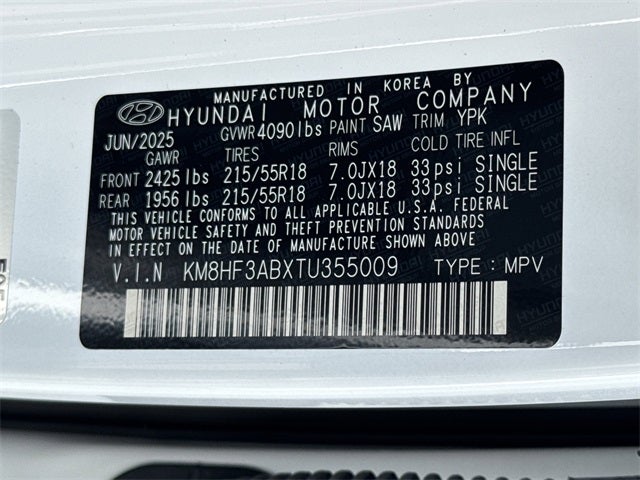 MANUFACTURED IN KOREA BY
HYUNDAI MOTOR COMPANY
JUN/2025 GVWR 4090 lbs PAINT SAW TRIM YPK
GAWR TIRES RIMS COLD TIRE INFL
FRONT 2425 lbs 215/55R18 7.0JX18 33psi SINGLE
REAR 1956 lbs 215/55R18 7.0JX18 33psi SINGLE
THIS VEHICLE CONFORMS TO ALL APPLICABLE U.S.A. FEDERAL
MOTOR VEHICLE SAFETY THEFT PREVENTION STANDARDS
IN EFFECT ON THE DATE OF MANUFACTURE SHOWN ABOVE.
V.I.N KM8HF3ABXTU355009 TYPE: MPV